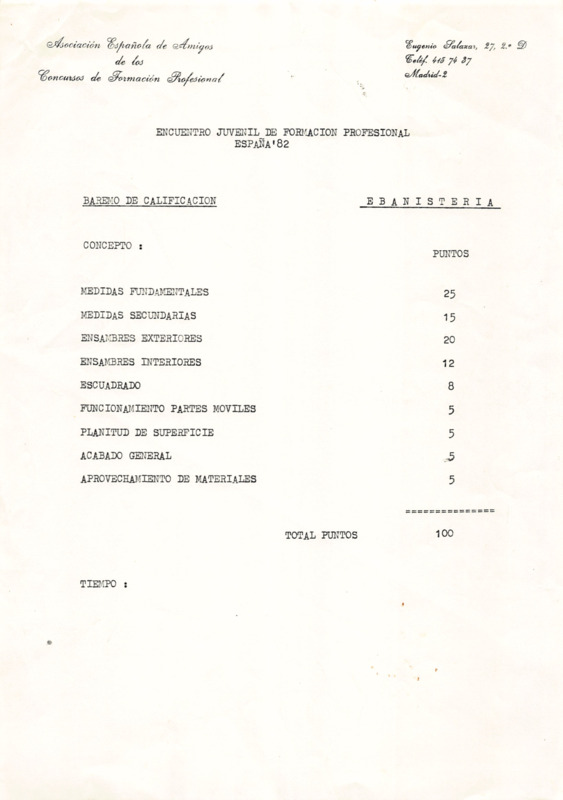 Asociación Española de Amigos
de los
Concursos de Formación Profesional
Eugenio Salazar, 27, 2.º D
Teléf. 415 74 37
Madrid-2
ENCUENTRO JUVENIL DE FORMACION PROFESIONAL
ESPAÑA'82
BAREMO DE CALIFICACION EBANISTERIA
CONCEPTO :
PUNTOS
MEDIDAS FUNDAMENTALES 25
MEDIDAS SECUNDARIAS 15
ENSAMBRES EXTERIORES 20
ENSAMBRES INTERIORES 12
ESCUADRADO 8
FUNCIONAMIENTO PARTES MOVILES 5
PLANITUD DE SUPERFICIE 5
ACABADO GENERAL 5
APROVECHAMIENTO DE MATERIALES 5
===============
TOTAL PUNTOS 100
TIEMPO :